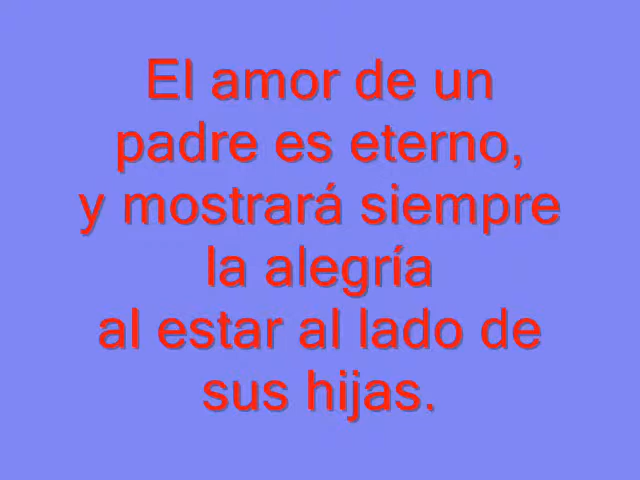 El amor de un
padre es eterno,
y mostrará siempre
la alegría
al estar al lado de
sus hijas.